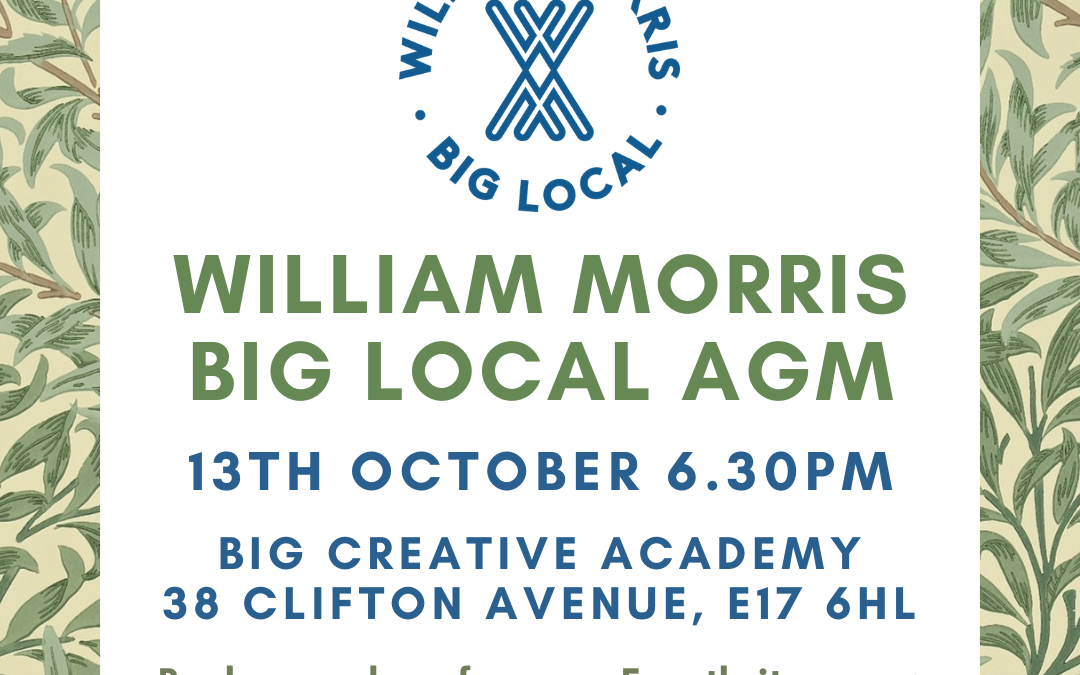 BIG LOCAL
WILLIAM MORRIS
BIG LOCAL AGM
13TH OCTOBER 6.30PM
BIG CREATIVE ACADEMY
38 CLIFTON AVENUE, E17 6HL